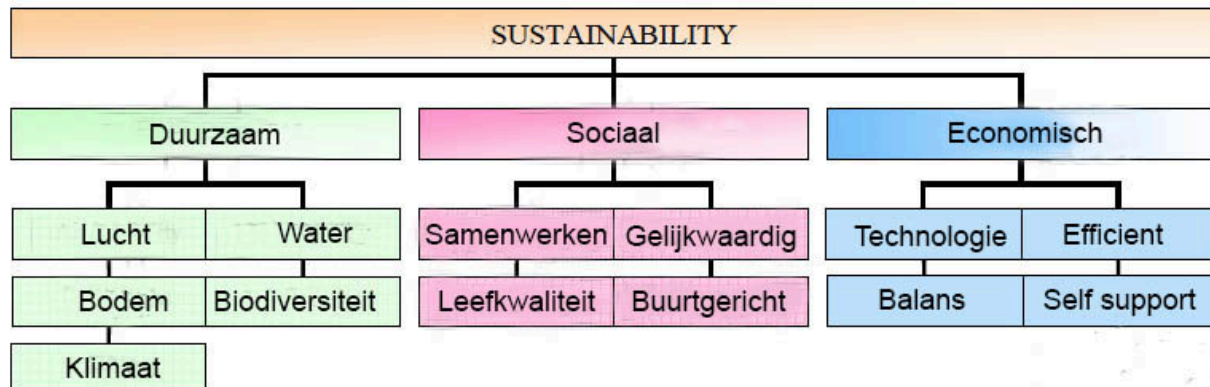 SUSTAINABILITY
Duurzaam
Sociaal
Economisch
Lucht
Water
Samenwerken
Gelijkwaardig
Technologie
Efficient
Bodem
Biodiversiteit
Leefkwaliteit
Buurtgericht
Balans
Self support
Klimaat